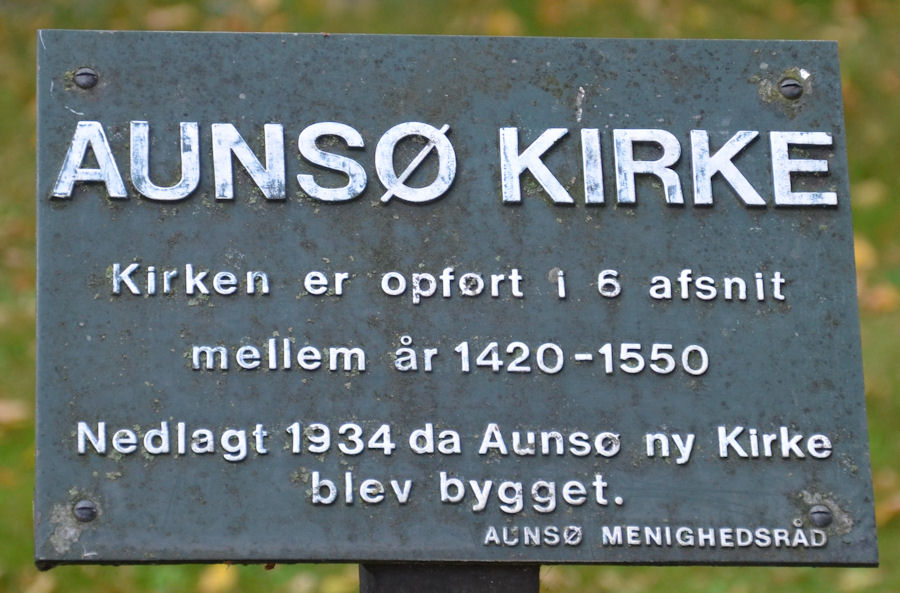 AUNSØ KIRKE
Kirken er opført i 6 afsnit
mellem år 1420-1550
Nedlagt 1934 da Aunsø ny Kirke
blev bygget.
AUNSØ MENIGHEDSRÅD